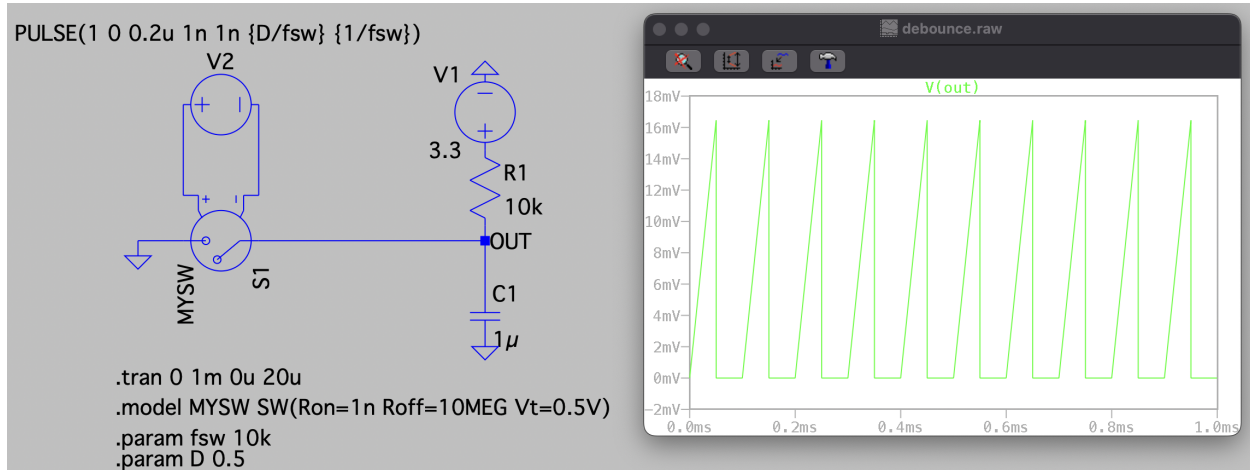 PULSE(1 0 0.2u 1n 1n {D/fsw} {1/fsw})
V2
V1
3.3
R1
10k
OUT
MYSW
S1
C1
1µ
.tran 0 1m 0u 20u
.model MYSW SW(Ron=1n Roff=10MEG Vt=0.5V)
.param fsw 10k
.param D 0.5
debounce.raw
V(out)
18mV
16mV
14mV
12mV
10mV
8mV
6mV
4mV
2mV
0mV
-2mV
0.0ms 0.2ms 0.4ms 0.6ms 0.8ms 1.0ms